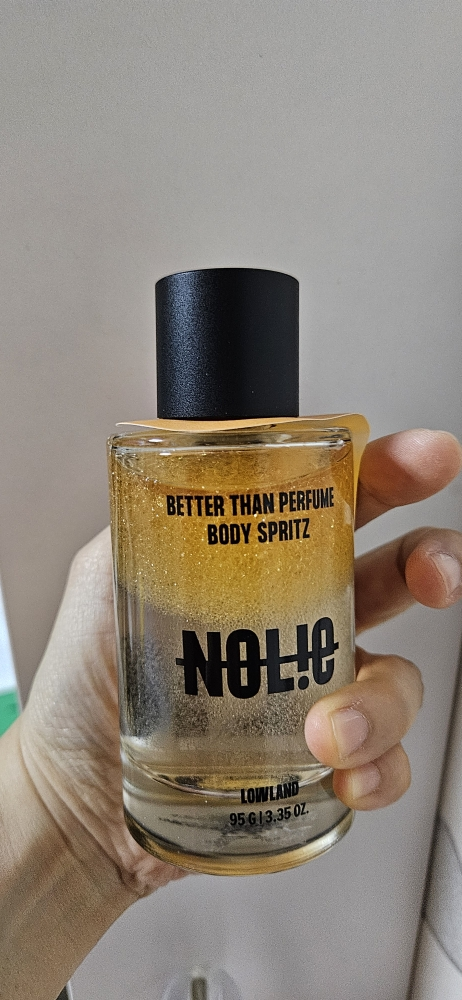 BETTER THAN PERFUME
BODY SPRITZ
NOL!E
LOWLAND
95 G | 3.35 OZ.